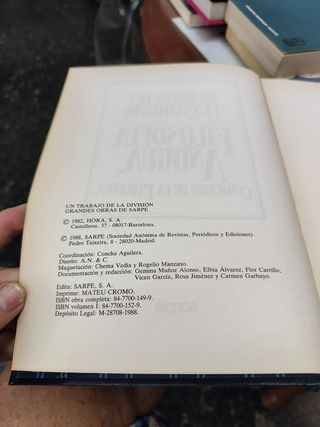 UN TRABAJO DE LA DIVISIÓN
GRANDES OBRAS DE SARPE
© 1982, HORA, S. A.
Castellnou, 37 - 08017-Barcelona.
© 1988, SARPE (Sociedad Anónima de Revistas, Periódicos y Ediciones).
Pedro Teixeira, 8 - 28020-Madrid.
Coordinación: Concha Aguilera.
Diseño: A.N. & C.
Maquetación: Chema Vedia y Rogelio Manzano.
Documentación y redacción: Gemma Muñoz Alonso, Elbia Álvarez, Flor Carrillo,
Vicen García, Rosa Jiménez y Carmen Garbayo.
Edita: SARPE, S. A.
Imprime: MATEU CROMO.
ISBN obra completa: 84-7700-149-9.
ISBN volumen I: 84-7700-152-9.
Depósito Legal: M-28708-1988.